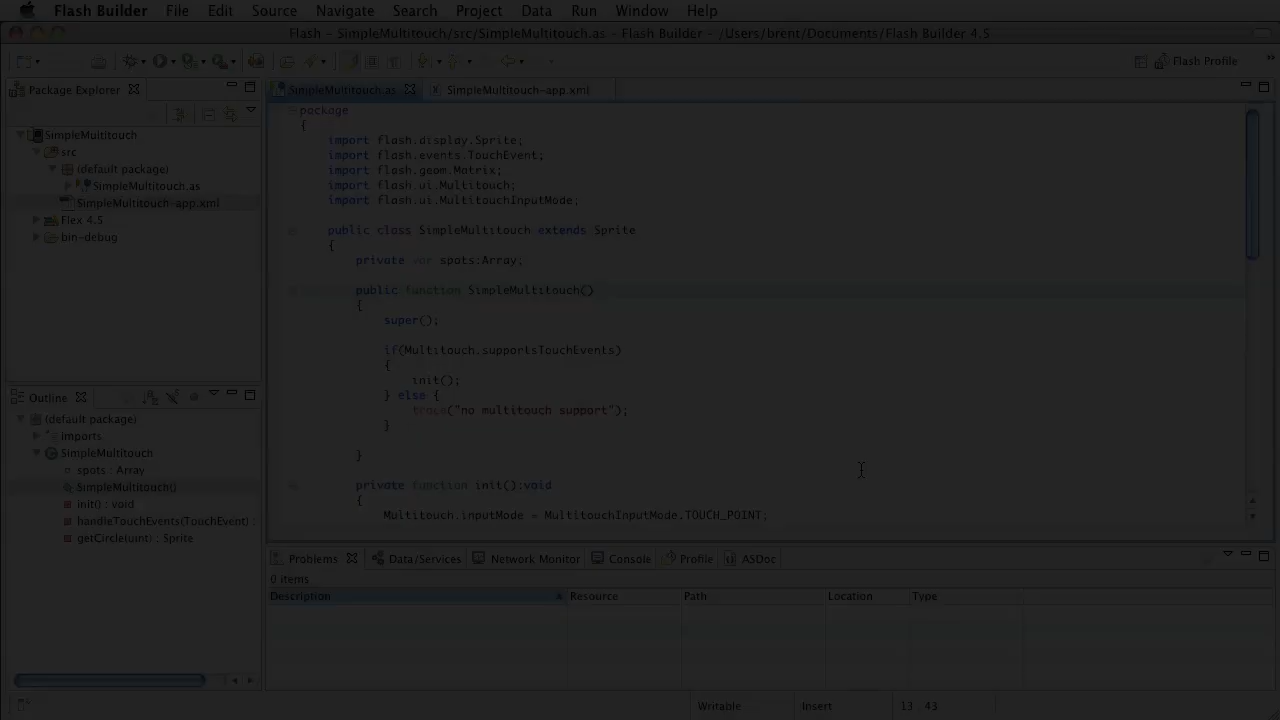 Flash Builder File Edit Source Navigate Search Project Data Run Window Help
Flash - SimpleMultitouch/src/SimpleMultitouch.as - Flash Builder - /Users/brent/Documents/Flash Builder 4.5
Flash Profile
Package Explorer
SimpleMultitouch
src
(default package)
SimpleMultitouch.as
SimpleMultitouch-app.xml
Flex 4.5
bin-debug
Outline
(default package)
imports
SimpleMultitouch
spots : Array
SimpleMultitouch()
init() : void
handleTouchEvents(TouchEvent) :
getCircle(uint) : Sprite
SimpleMultitouch.as SimpleMultitouch-app.xml
package
{
import flash.display.Sprite;
import flash.events.TouchEvent;
import flash.geom.Matrix;
import flash.ui.Multitouch;
import flash.ui.MultitouchInputMode;
public class SimpleMultitouch extends Sprite
{
private var spots:Array;
public function SimpleMultitouch()
{
super();
if(Multitouch.supportsTouchEvents)
{
init();
} else {
trace("no multitouch support");
}
}
private function init():void
{
Multitouch.inputMode = MultitouchInputMode.TOUCH_POINT;
Problems Data/Services Network Monitor Console Profile ASDoc
0 items
Description Resource Path Location Type
Writable Insert 13 : 43